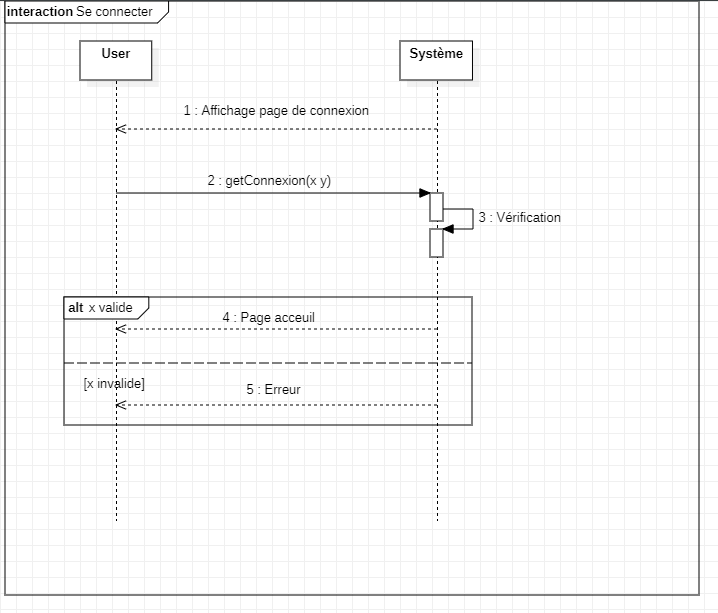 interaction Se connecter
User
Système
1 : Affichage page de connexion
2 : getConnexion(x y)
3 : Vérification
alt x valide
4 : Page acceuil
[x invalide]
5 : Erreur